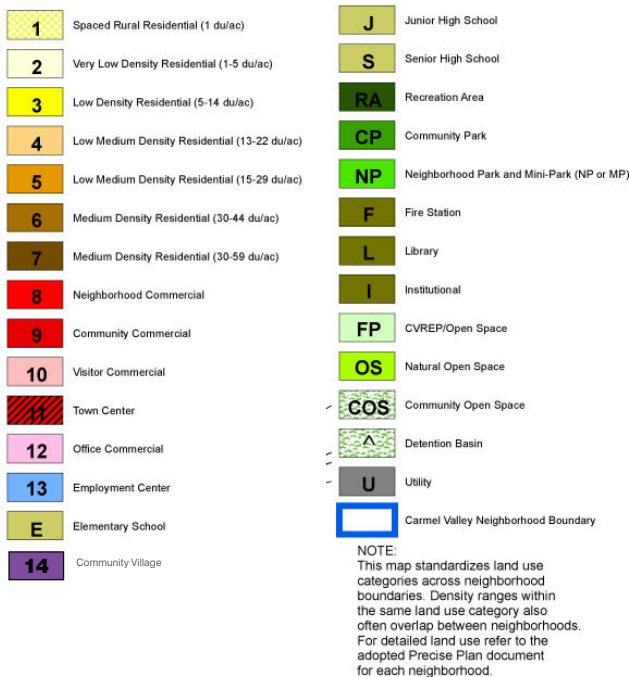 1 Spaced Rural Residential (1 du/ac)
2 Very Low Density Residential (1-5 du/ac)
3 Low Density Residential (5-14 du/ac)
4 Low Medium Density Residential (13-22 du/ac)
5 Low Medium Density Residential (15-29 du/ac)
6 Medium Density Residential (30-44 du/ac)
7 Medium Density Residential (30-59 du/ac)
8 Neighborhood Commercial
9 Community Commercial
10 Visitor Commercial
11 Town Center
12 Office Commercial
13 Employment Center
E Elementary School
14 Community Village
J Junior High School
S Senior High School
RA Recreation Area
CP Community Park
NP Neighborhood Park and Mini-Park (NP or MP)
F Fire Station
L Library
I Institutional
FP CVREP/Open Space
OS Natural Open Space
COS Community Open Space
^ Detention Basin
U Utility
Carmel Valley Neighborhood Boundary
NOTE:
This map standardizes land use
categories across neighborhood
boundaries. Density ranges within
the same land use category also
often overlap between neighborhoods.
For detailed land use refer to the
adopted Precise Plan document
for each neighborhood.